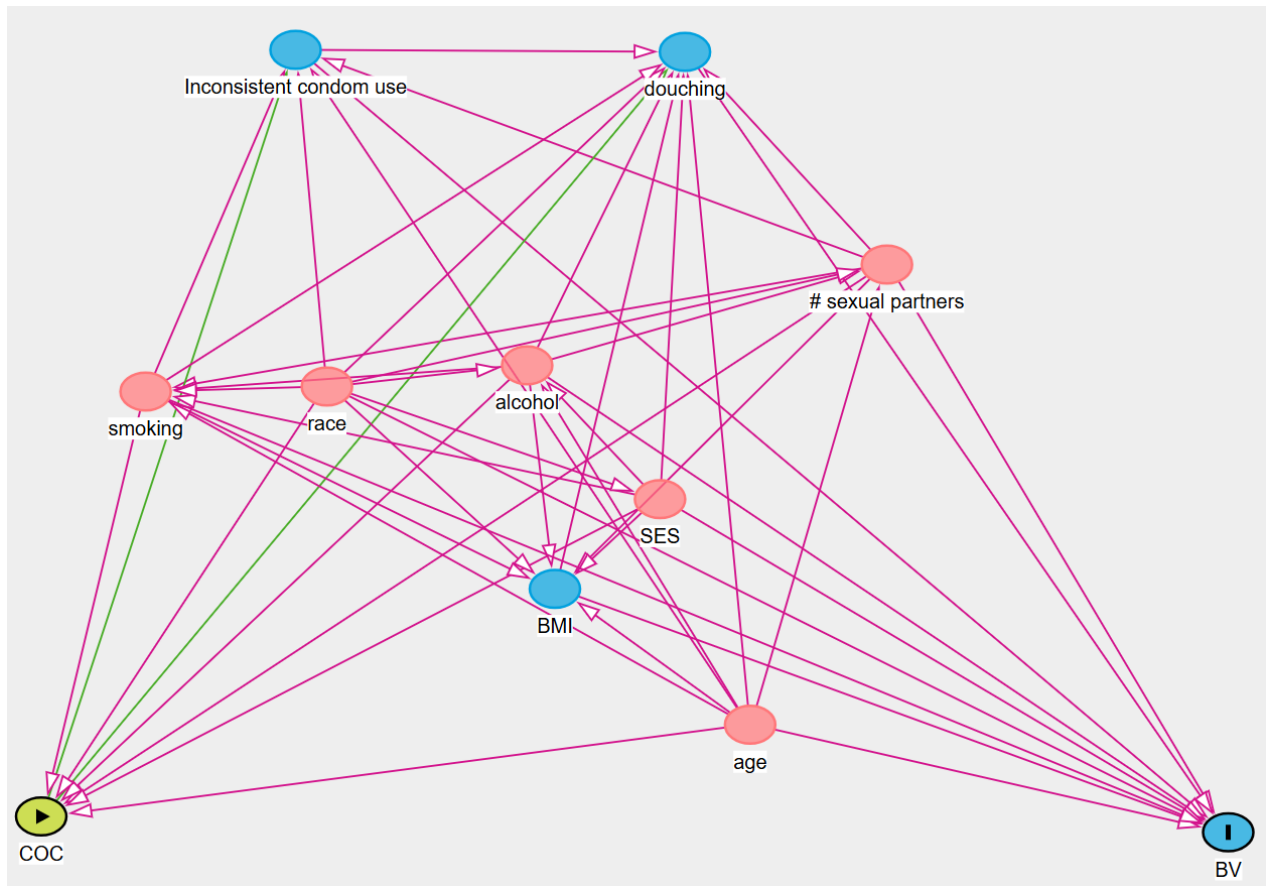 Inconsistent condom use
douching
# sexual partners
smoking
race
alcohol
SES
BMI
age
COC
BV